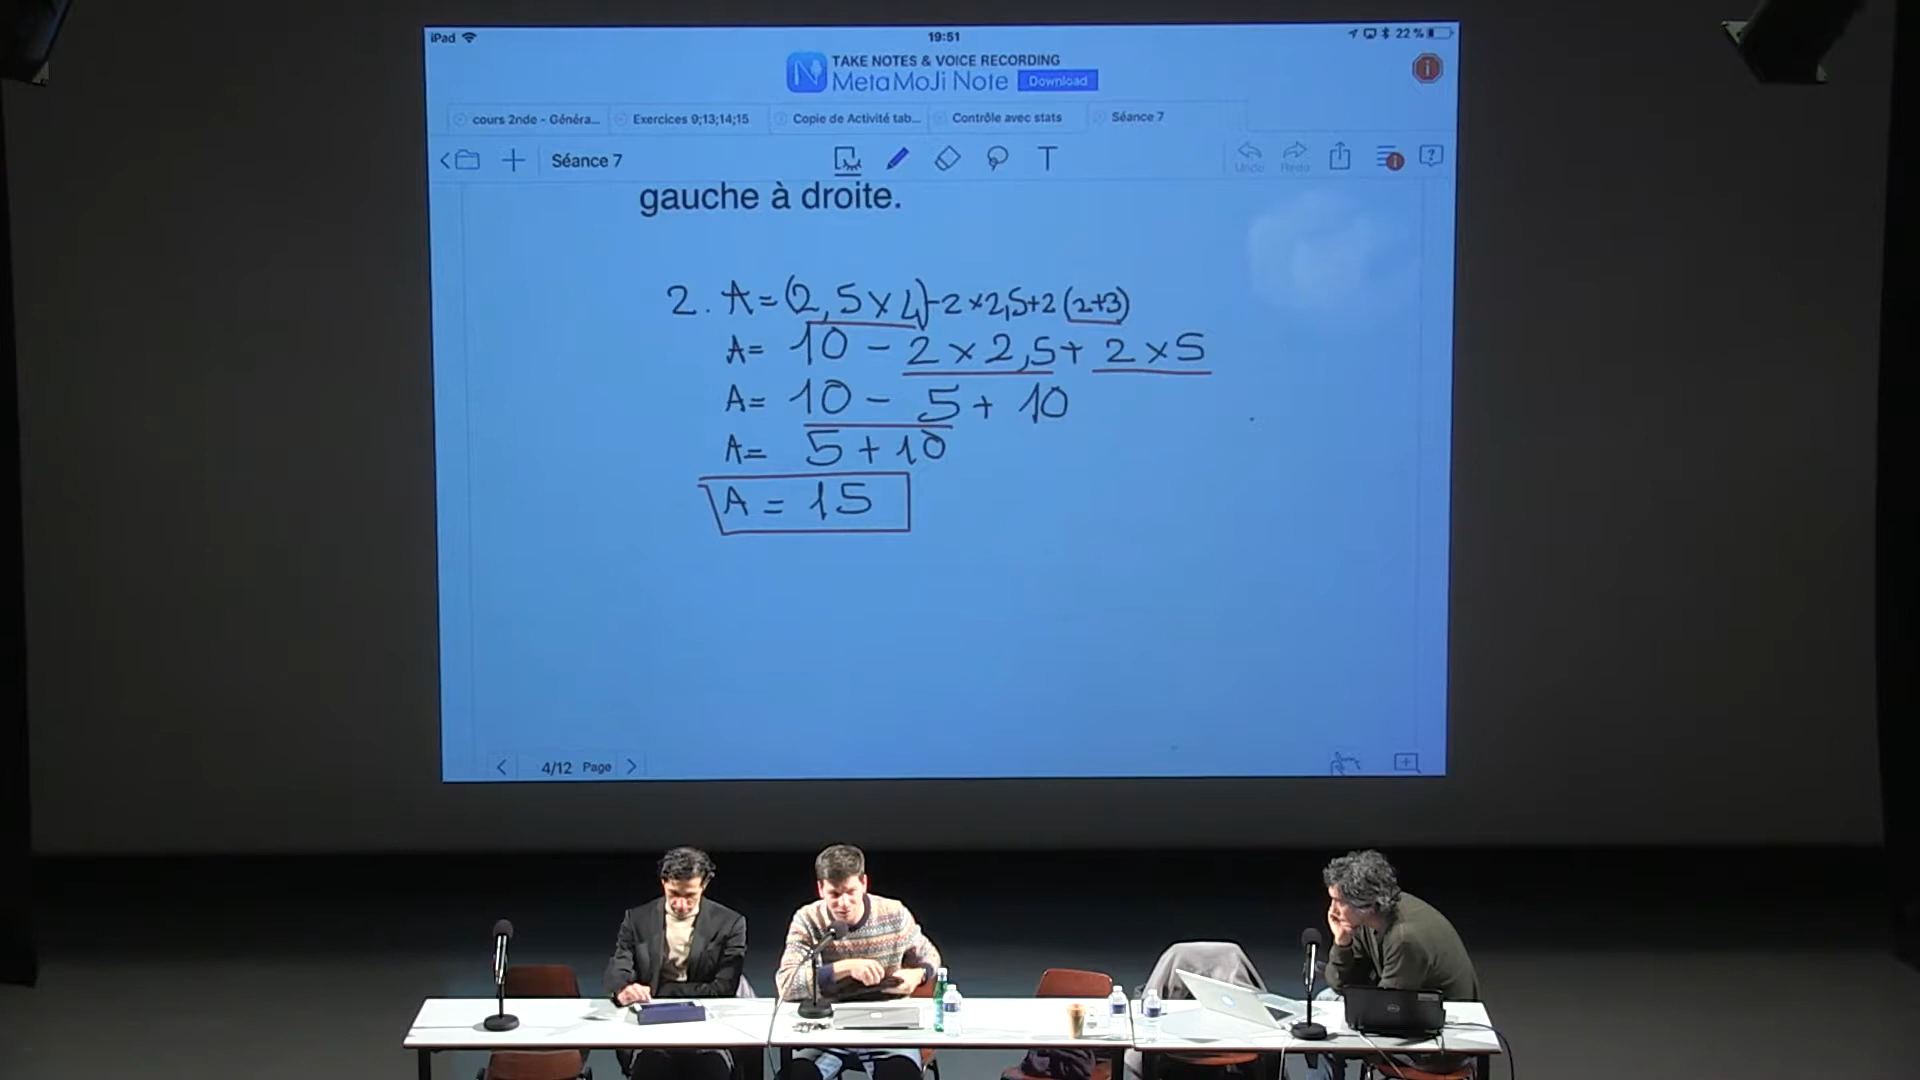 iPad 19:51 22 %
TAKE NOTES & VOICE RECORDING
MetaMoJi Note Download
cours 2nde - Généra... Exercices 9;13;14;15 Copie de Activité tab... Contrôle avec stats Séance 7
Séance 7 T Undo Redo
gauche à droite.
2. A = (2,5 × 4) - 2 × 2,5 + 2 (2+3)
A = 10 - 2 × 2,5 + 2 × 5
A = 10 - 5 + 10
A = 5 + 10
A = 15
4/12 Page